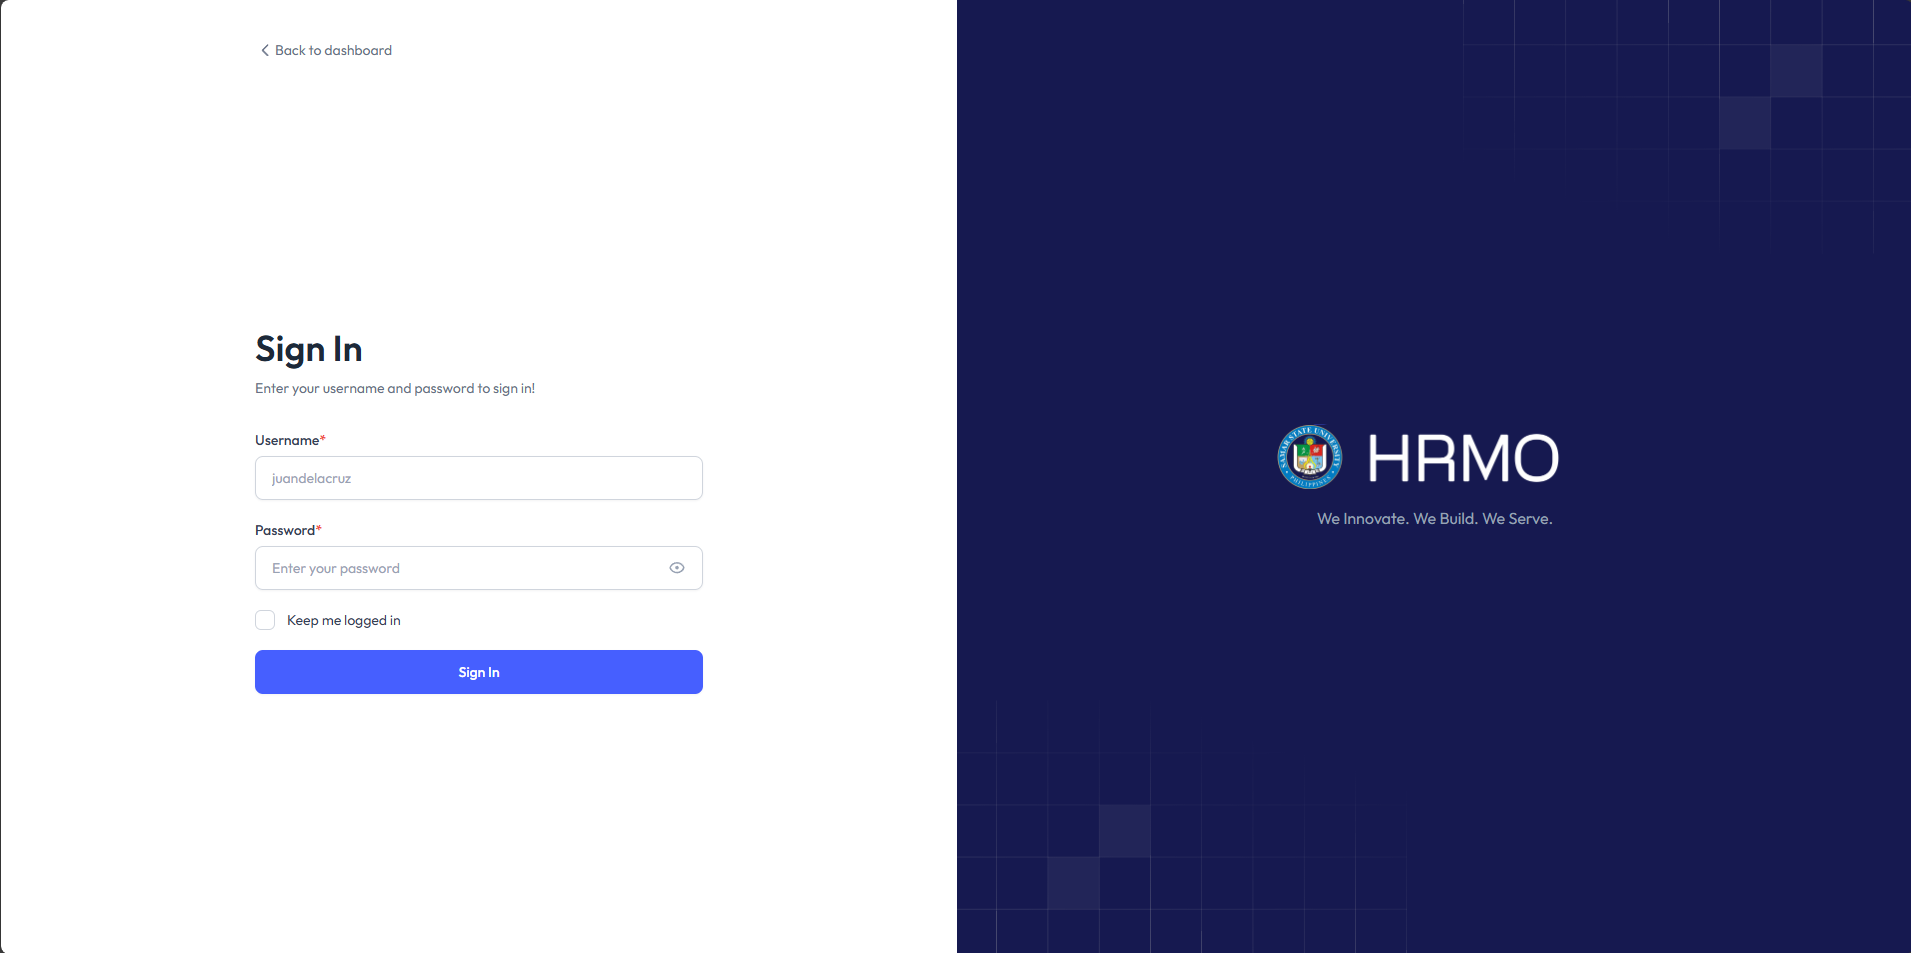 Back to dashboard
Sign In
Enter your username and password to sign in!
Username*
juandelacruz
Password*
Enter your password
Keep me logged in
Sign In
SAMAR STATE UNIVERSITY
PHILIPPINES
HRMO
We Innovate. We Build. We Serve.